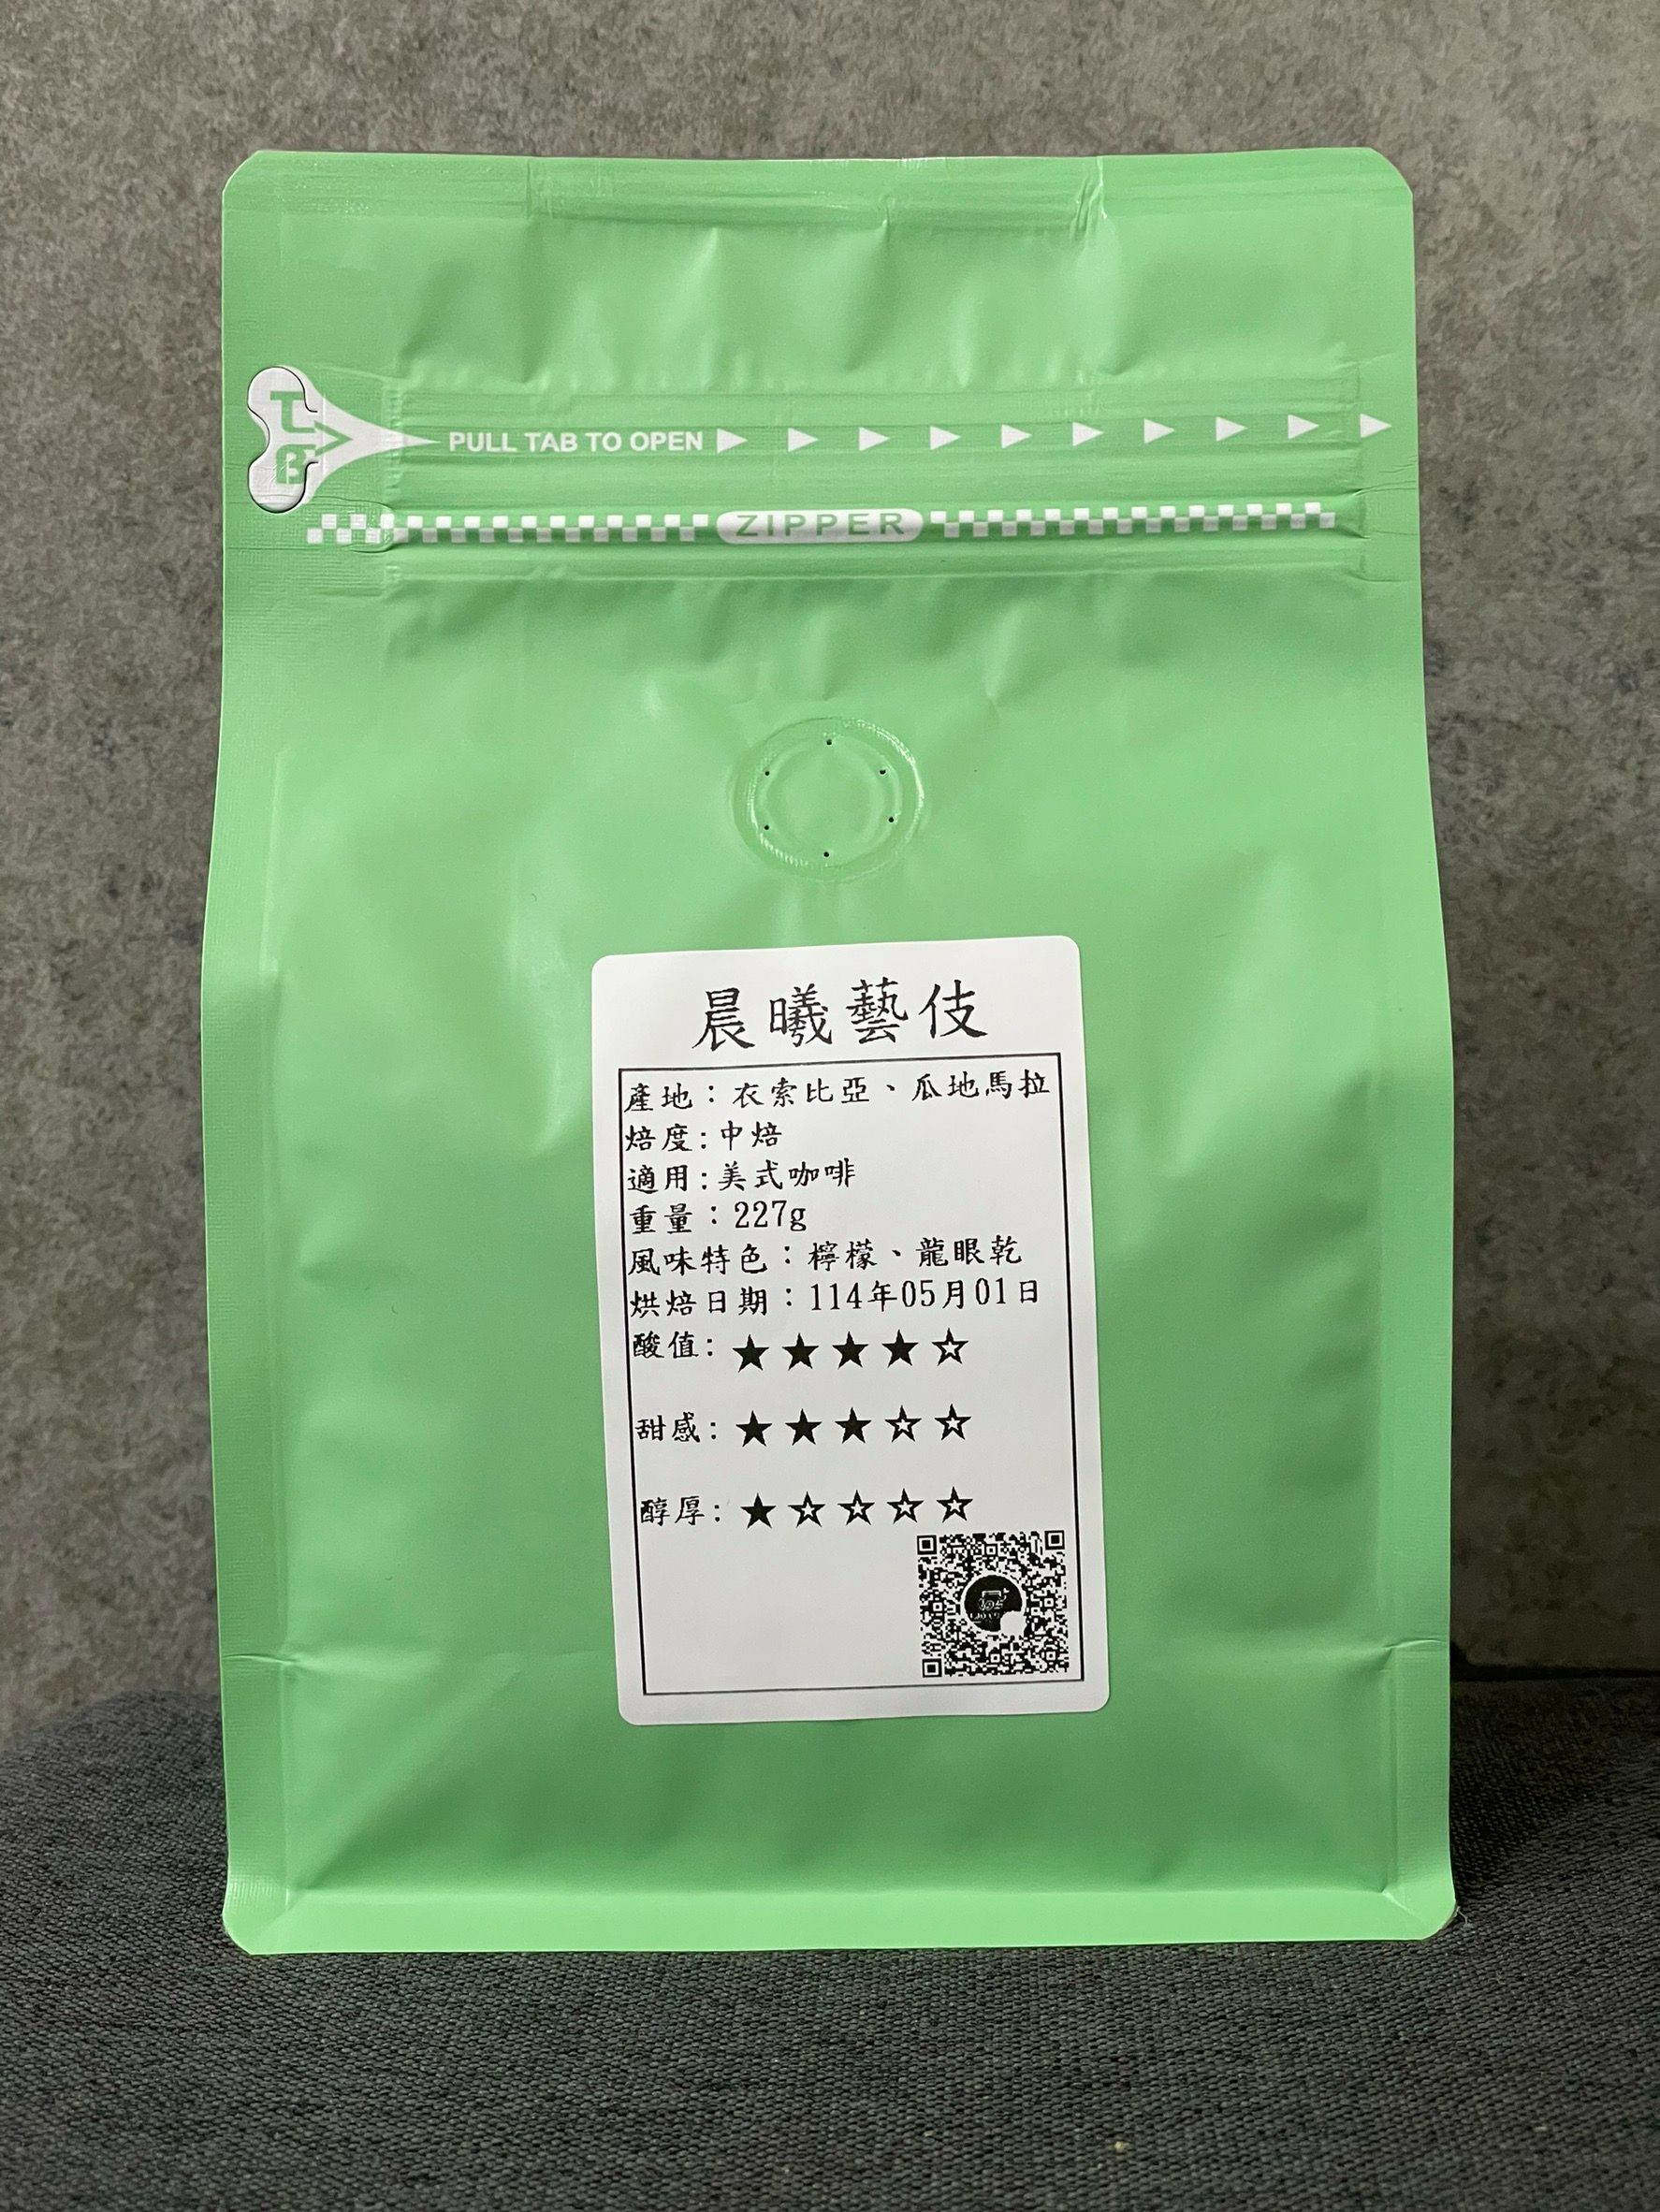 TAB
PULL TAB TO OPEN
ZIPPER
晨曦藝伎
產地：衣索比亞、瓜地馬拉
焙度:中焙
適用:美式咖啡
重量：227g
風味特色：檸檬、龍眼乾
烘焙日期：114年05月01日
酸值: ★★★★☆
甜感: ★★★☆☆
醇厚: ★☆☆☆☆